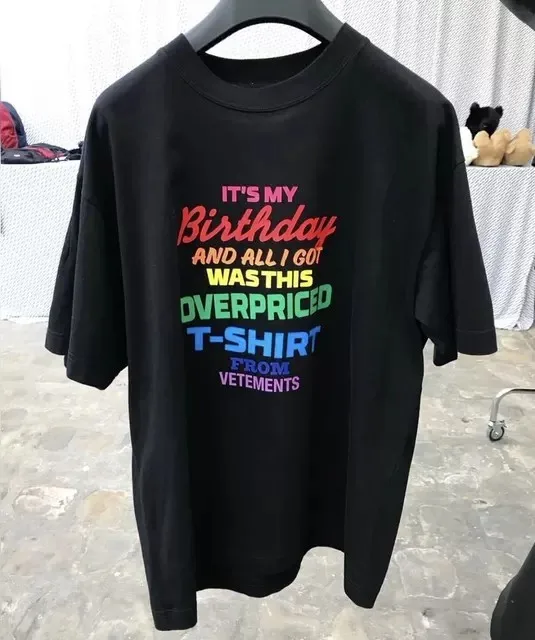 IT'S MY
Birthday
AND ALL I GOT
WAS THIS
OVERPRICED
T-SHIRT
FROM
VETEMENTS